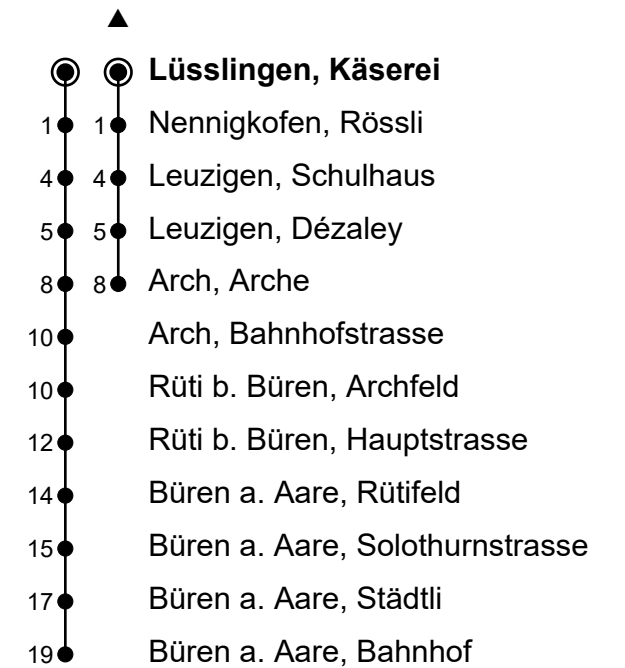 ▲
Lüsslingen, Käserei
1 1 Nennigkofen, Rössli
4 4 Leuzigen, Schulhaus
5 5 Leuzigen, Dézaley
8 8 Arch, Arche
10 Arch, Bahnhofstrasse
10 Rüti b. Büren, Archfeld
12 Rüti b. Büren, Hauptstrasse
14 Büren a. Aare, Rütifeld
15 Büren a. Aare, Solothurnstrasse
17 Büren a. Aare, Städtli
19 Büren a. Aare, Bahnhof